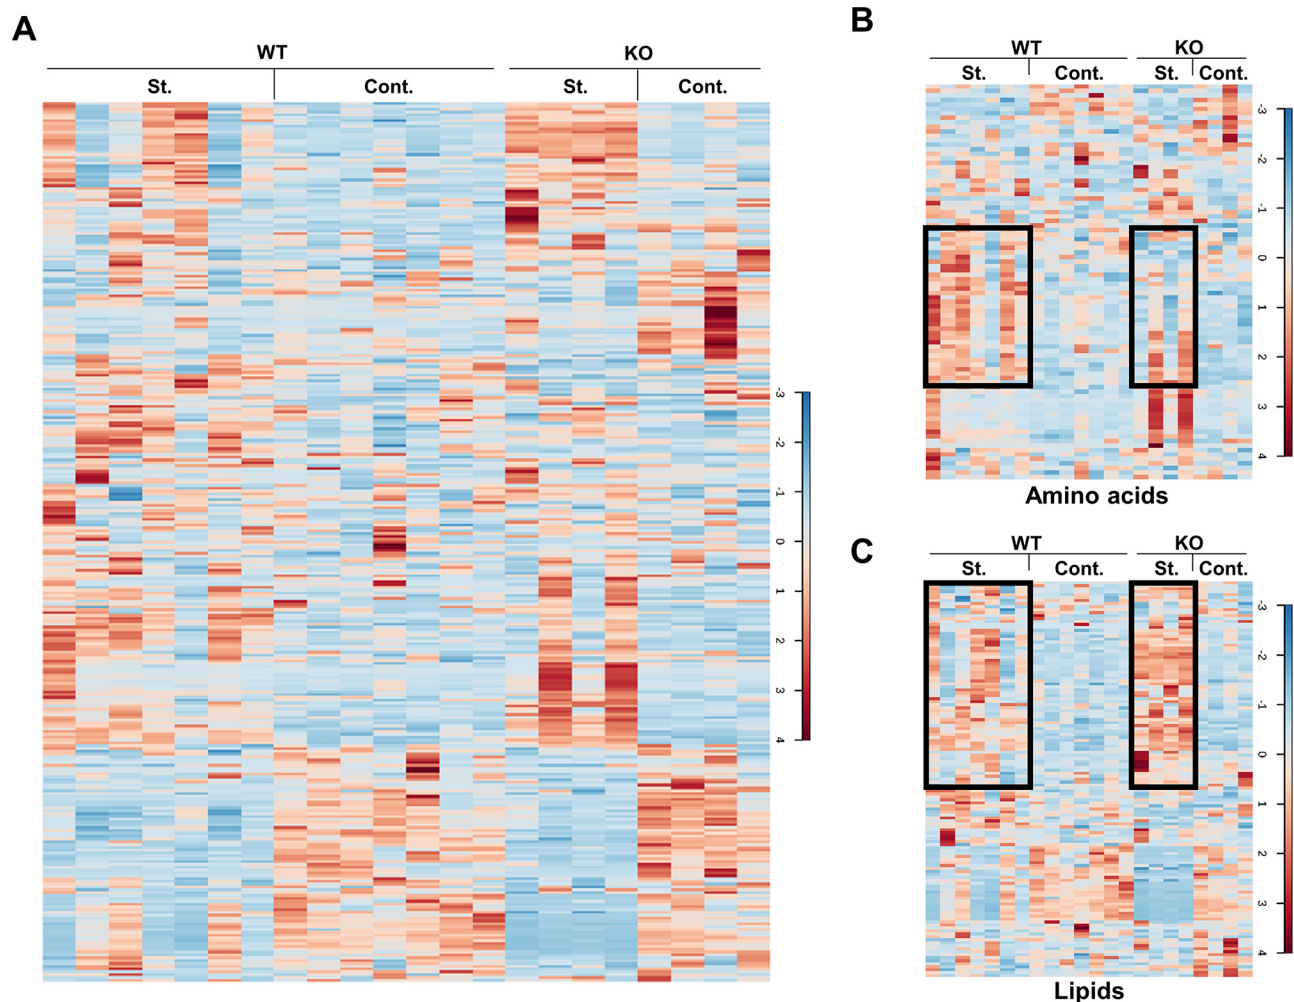 A
WT KO
St. Cont. St. Cont.
-3
-2
-1
0
1
2
3
4
B
WT KO
St. Cont. St. Cont.
-3
-2
-1
0
1
2
3
4
Amino acids
C
WT KO
St. Cont. St. Cont.
-3
-2
-1
0
1
2
3
4
Lipids